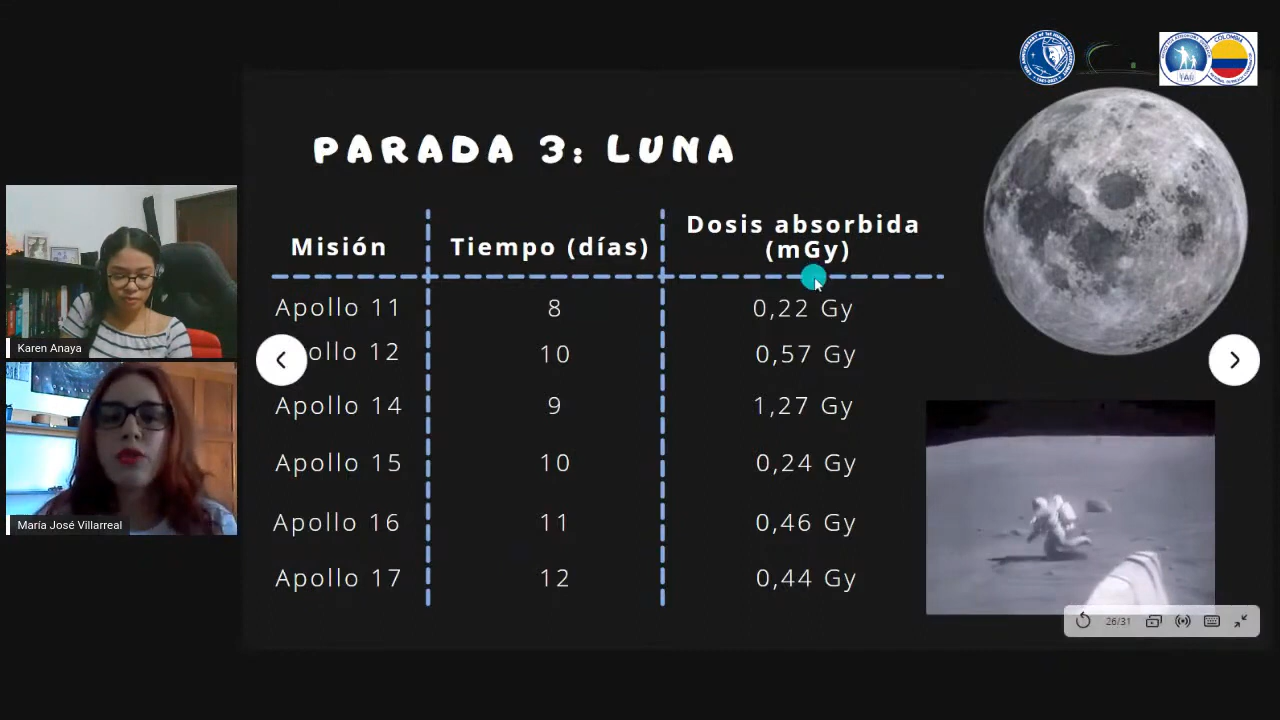 COLOMBIA
PARADA 3: LUNA
Misión
Tiempo (días)
Dosis absorbida
(mGy)
Apollo 11
8
0,22 Gy
ollo 12
10
0,57 Gy
Apollo 14
9
1,27 Gy
Apollo 15
10
0,24 Gy
Apollo 16
11
0,46 Gy
Apollo 17
12
0,44 Gy
Karen Anaya
María José Villarreal
26/31